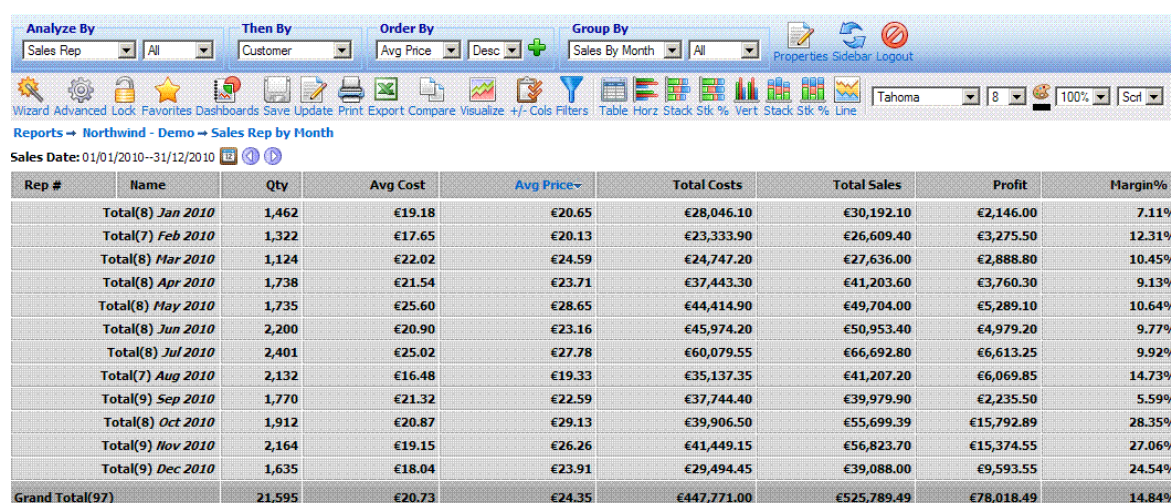 Analyze By Then By Order By Group By
Sales Rep All Customer Avg Price Desc Sales By Month All
Properties Sidebar Logout
Wizard Advanced Lock Favorites Dashboards Save Update Print Export Compare Visualize +/- Cols Filters Table Horz Stack Stk % Vert Stack Stk % Line Tahoma 8 100% Scrl
Reports → Northwind - Demo → Sales Rep by Month
Sales Date: 01/01/2010--31/12/2010 12
Rep # Name Qty Avg Cost Avg Price Total Costs Total Sales Profit Margin%
Total(8) Jan 2010 1,462 €19.18 €20.65 €28,046.10 €30,192.10 €2,146.00 7.11%
Total(7) Feb 2010 1,322 €17.65 €20.13 €23,333.90 €26,609.40 €3,275.50 12.31%
Total(8) Mar 2010 1,124 €22.02 €24.59 €24,747.20 €27,636.00 €2,888.80 10.45%
Total(8) Apr 2010 1,738 €21.54 €23.71 €37,443.30 €41,203.60 €3,760.30 9.13%
Total(8) May 2010 1,735 €25.60 €28.65 €44,414.90 €49,704.00 €5,289.10 10.64%
Total(8) Jun 2010 2,200 €20.90 €23.16 €45,974.20 €50,953.40 €4,979.20 9.77%
Total(8) Jul 2010 2,401 €25.02 €27.78 €60,079.55 €66,692.80 €6,613.25 9.92%
Total(7) Aug 2010 2,132 €16.48 €19.33 €35,137.35 €41,207.20 €6,069.85 14.73%
Total(9) Sep 2010 1,770 €21.32 €22.59 €37,744.40 €39,979.90 €2,235.50 5.59%
Total(8) Oct 2010 1,912 €20.87 €29.13 €39,906.50 €55,699.39 €15,792.89 28.35%
Total(9) Nov 2010 2,164 €19.15 €26.26 €41,449.15 €56,823.70 €15,374.55 27.06%
Total(9) Dec 2010 1,635 €18.04 €23.91 €29,494.45 €39,088.00 €9,593.55 24.54%
Grand Total(97) 21,595 €20.73 €24.35 €447,771.00 €525,789.49 €78,018.49 14.84%